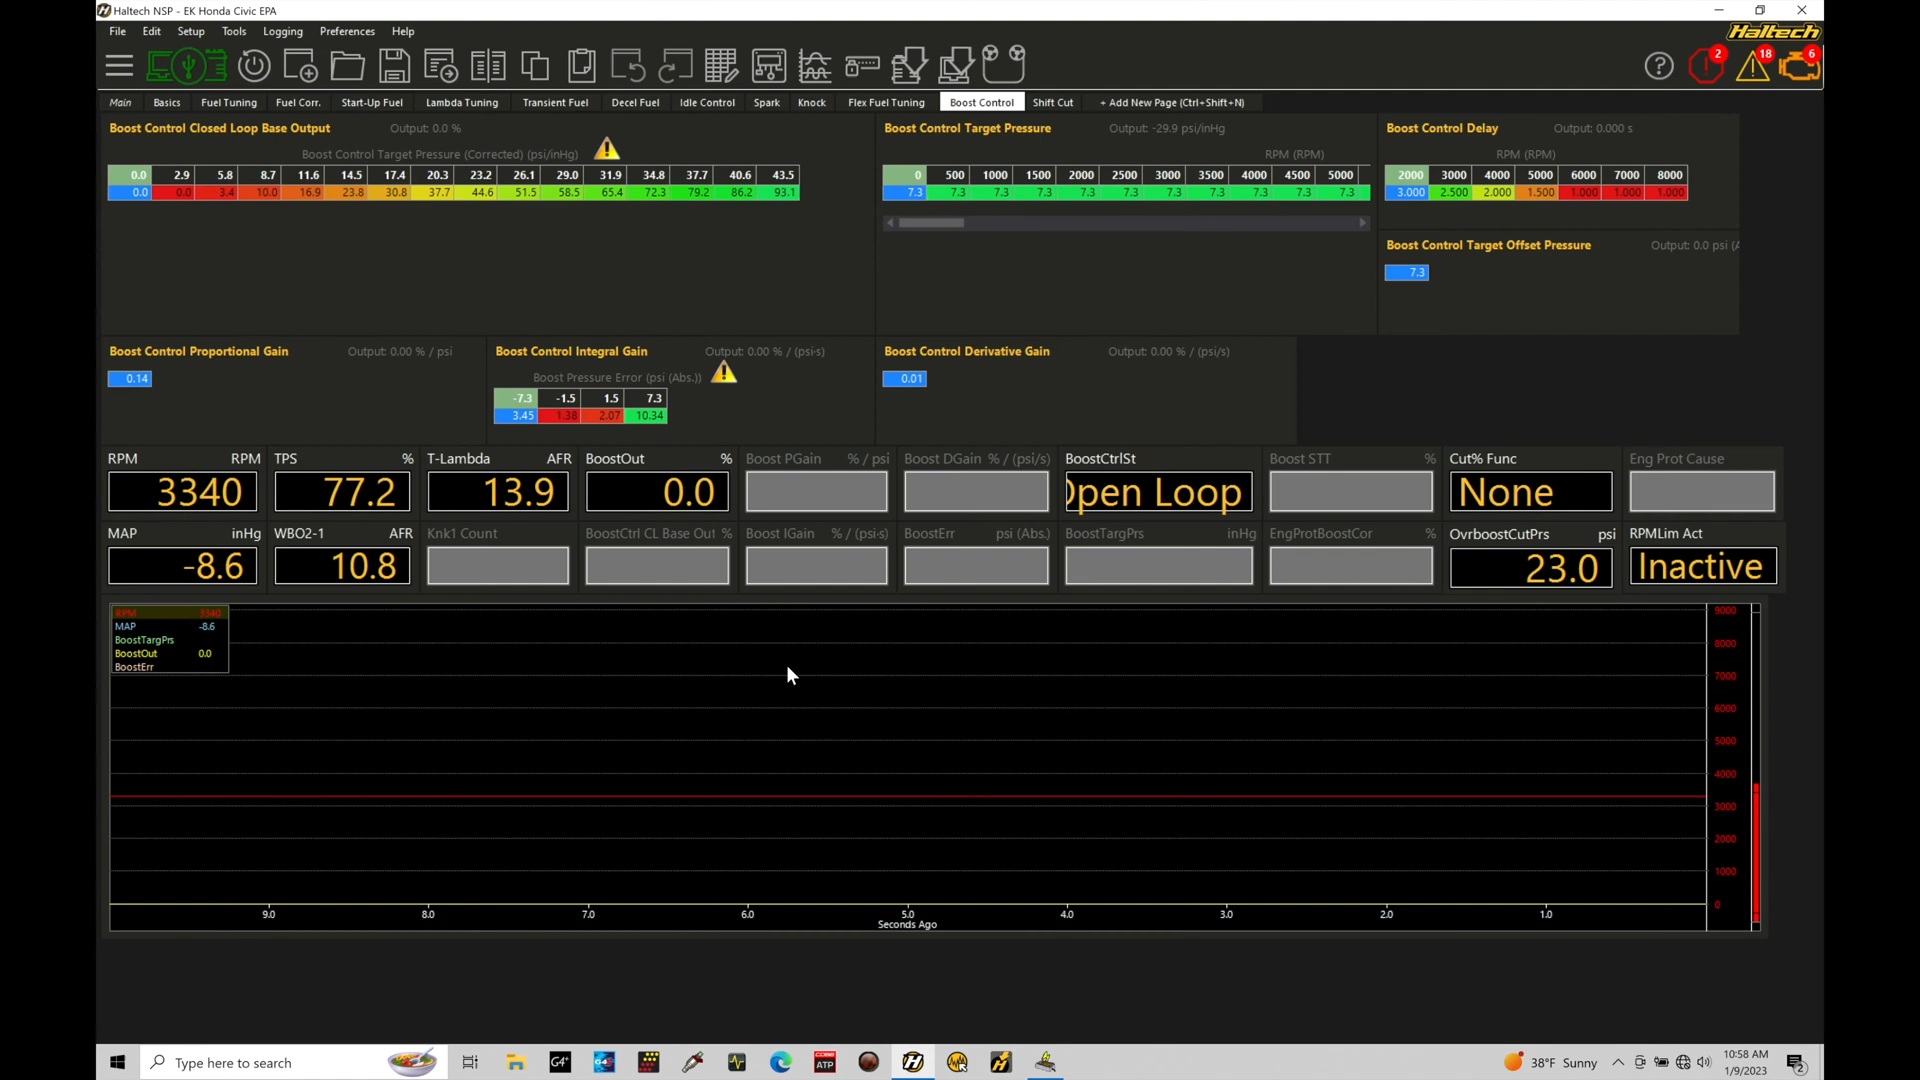 Haltech NSP - EK Honda Civic EPA
File Edit Setup Tools Logging Preferences Help
Haltech
2 18 6
Main Basics Fuel Tuning Fuel Corr. Start-Up Fuel Lambda Tuning Transient Fuel Decel Fuel Idle Control Spark Knock Flex Fuel Tuning Boost Control Shift Cut + Add New Page (Ctrl+Shift+N)
Boost Control Closed Loop Base Output Output: 0.0 %
Boost Control Target Pressure (Corrected) (psi/inHg)
0.0 2.9 5.8 8.7 11.6 14.5 17.4 20.3 23.2 26.1 29.0 31.9 34.8 37.7 40.6 43.5
0.0 0.0 3.4 10.0 16.9 23.8 30.8 37.7 44.6 51.5 58.5 65.4 72.3 79.2 86.2 93.1
Boost Control Target Pressure Output: -29.9 psi/inHg
RPM (RPM)
0 500 1000 1500 2000 2500 3000 3500 4000 4500 5000
7.3 7.3 7.3 7.3 7.3 7.3 7.3 7.3 7.3 7.3 7.3
Boost Control Delay Output: 0.000 s
RPM (RPM)
2000 3000 4000 5000 6000 7000 8000
3.000 2.500 2.000 1.500 1.000 1.000 1.000
Boost Control Target Offset Pressure Output: 0.0 psi (A
7.3
Boost Control Proportional Gain Output: 0.00 % / psi
0.14
Boost Control Integral Gain Output: 0.00 % / (psi·s)
Boost Pressure Error (psi (Abs.))
-7.3 -1.5 1.5 7.3
3.45 1.38 2.07 10.34
Boost Control Derivative Gain Output: 0.00 % / (psi/s)
0.01
RPM RPM TPS % T-Lambda AFR BoostOut % Boost PGain % / psi Boost DGain % / (psi/s) BoostCtrlSt Boost STT % Cut% Func Eng Prot Cause
3340 77.2 13.9 0.0 Open Loop None
MAP inHg WBO2-1 AFR Knk1 Count BoostCtrl CL Base Out % Boost IGain % / (psi·s) BoostErr psi (Abs.) BoostTargPrs inHg EngProtBoostCor % OvrboostCutPrs psi RPMLim Act
-8.6 10.8 23.0 Inactive
RPM 3340
MAP -8.6
BoostTargPrs
BoostOut 0.0
BoostErr
9000
8000
7000
6000
5000
4000
3000
2000
1000
0
9.0 8.0 7.0 6.0 5.0 4.0 3.0 2.0 1.0
Seconds Ago
Type here to search
G4+
COBB
ATP
38°F Sunny
10:58 AM
1/9/2023
2